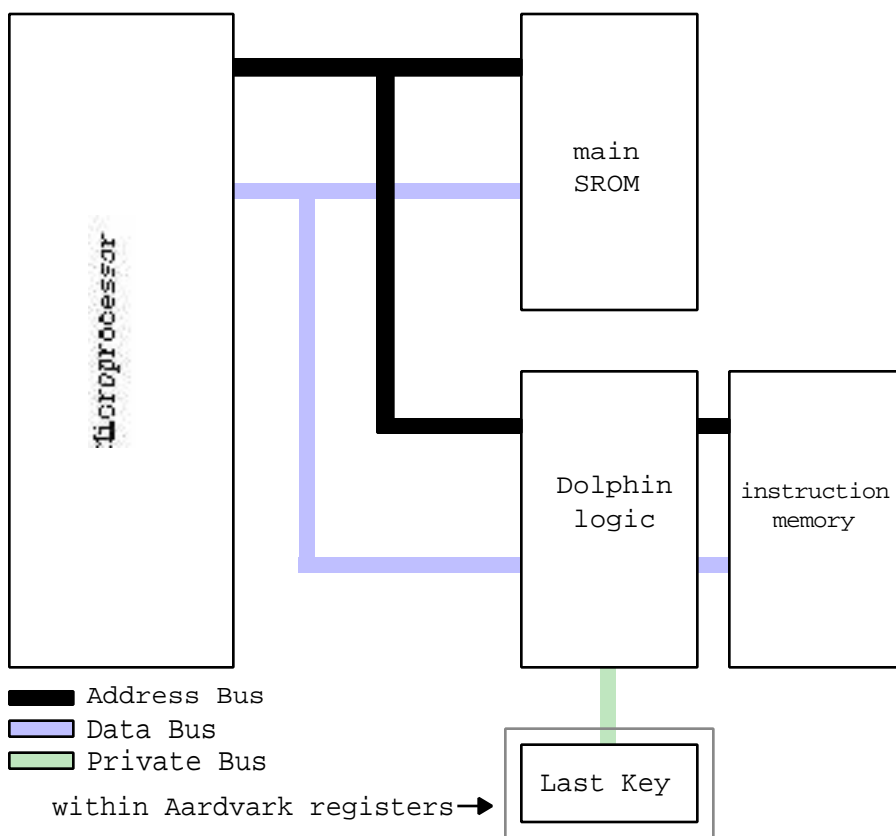 main
SROM
Microprocessor
Dolphin
logic
instruction
memory
Address Bus
Data Bus
Private Bus
Last Key
within Aardvark registers